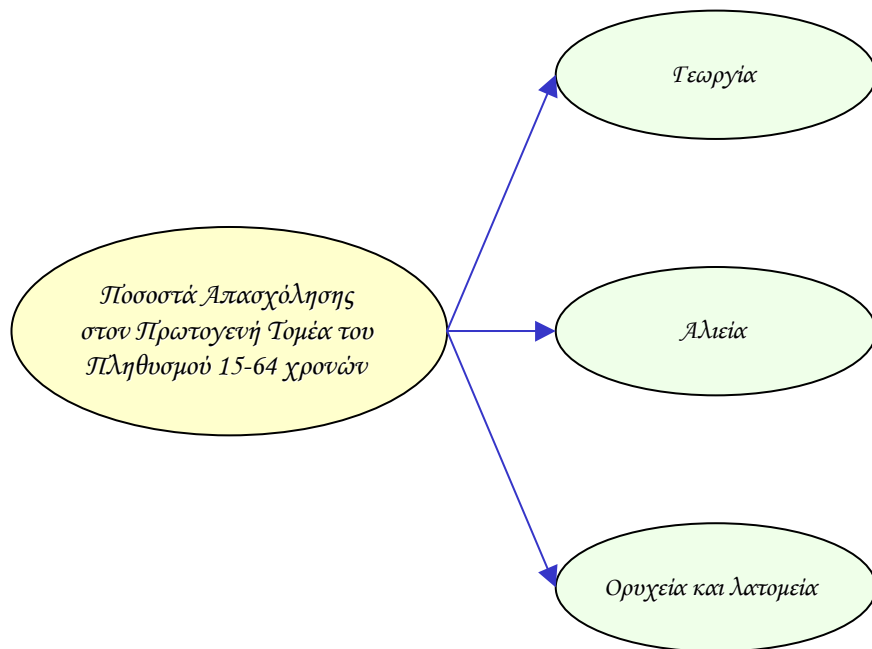 Γεωργία
Ποσοστά Απασχόλησης
στον Πρωτογενή Τομέα του
Πληθυσμού 15-64 χρονών
Αλιεία
Ορυχεία και λατομεία